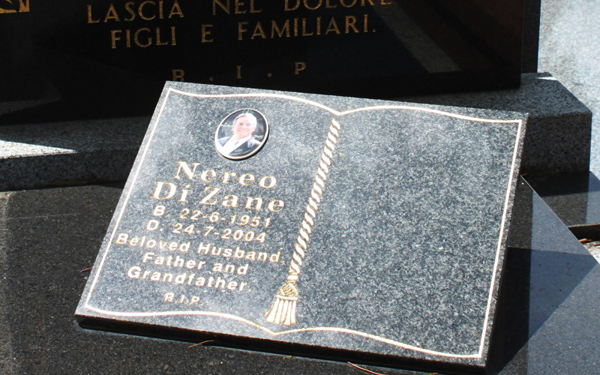 LASCIA NEL DOLORE
FIGLI E FAMILIARI.
R.I.P
Nereo
Di Zane
B. 22-6-1951
D. 24-7-2004
Beloved Husband,
Father and
Grandfather.
R.I.P.